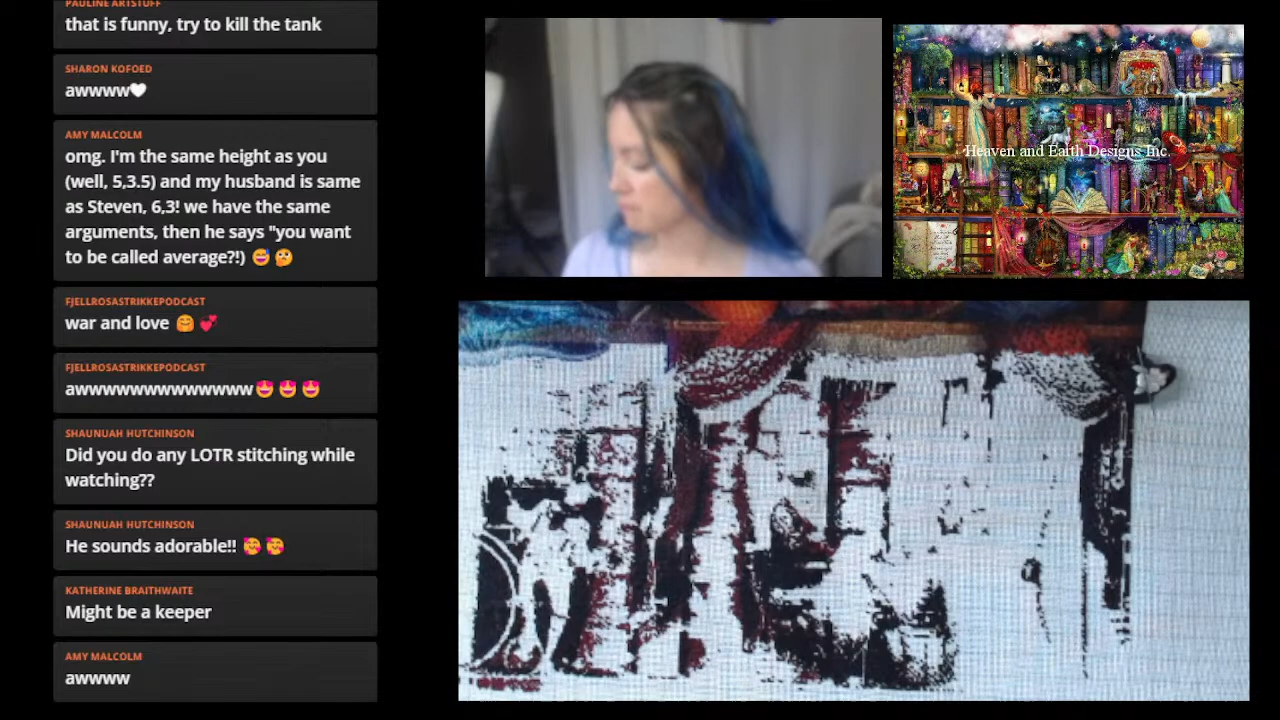 PAULINE ARTSTUFF
that is funny, try to kill the tank
SHARON KOFOED
awwww🤍
AMY MALCOLM
omg. I'm the same height as you
(well, 5,3.5) and my husband is same
as Steven, 6,3! we have the same
arguments, then he says "you want
to be called average?!) 😅 🤔
FJELLROSASTRIKKEPODCAST
war and love 🤗 💞
FJELLROSASTRIKKEPODCAST
awwwwwwwwwwwww😍 😍 😍
SHAUNUAH HUTCHINSON
Did you do any LOTR stitching while
watching??
SHAUNUAH HUTCHINSON
He sounds adorable!! 🥰 🥰
KATHERINE BRAITHWAITE
Might be a keeper
AMY MALCOLM
awwww
Heaven and Earth Designs Inc.